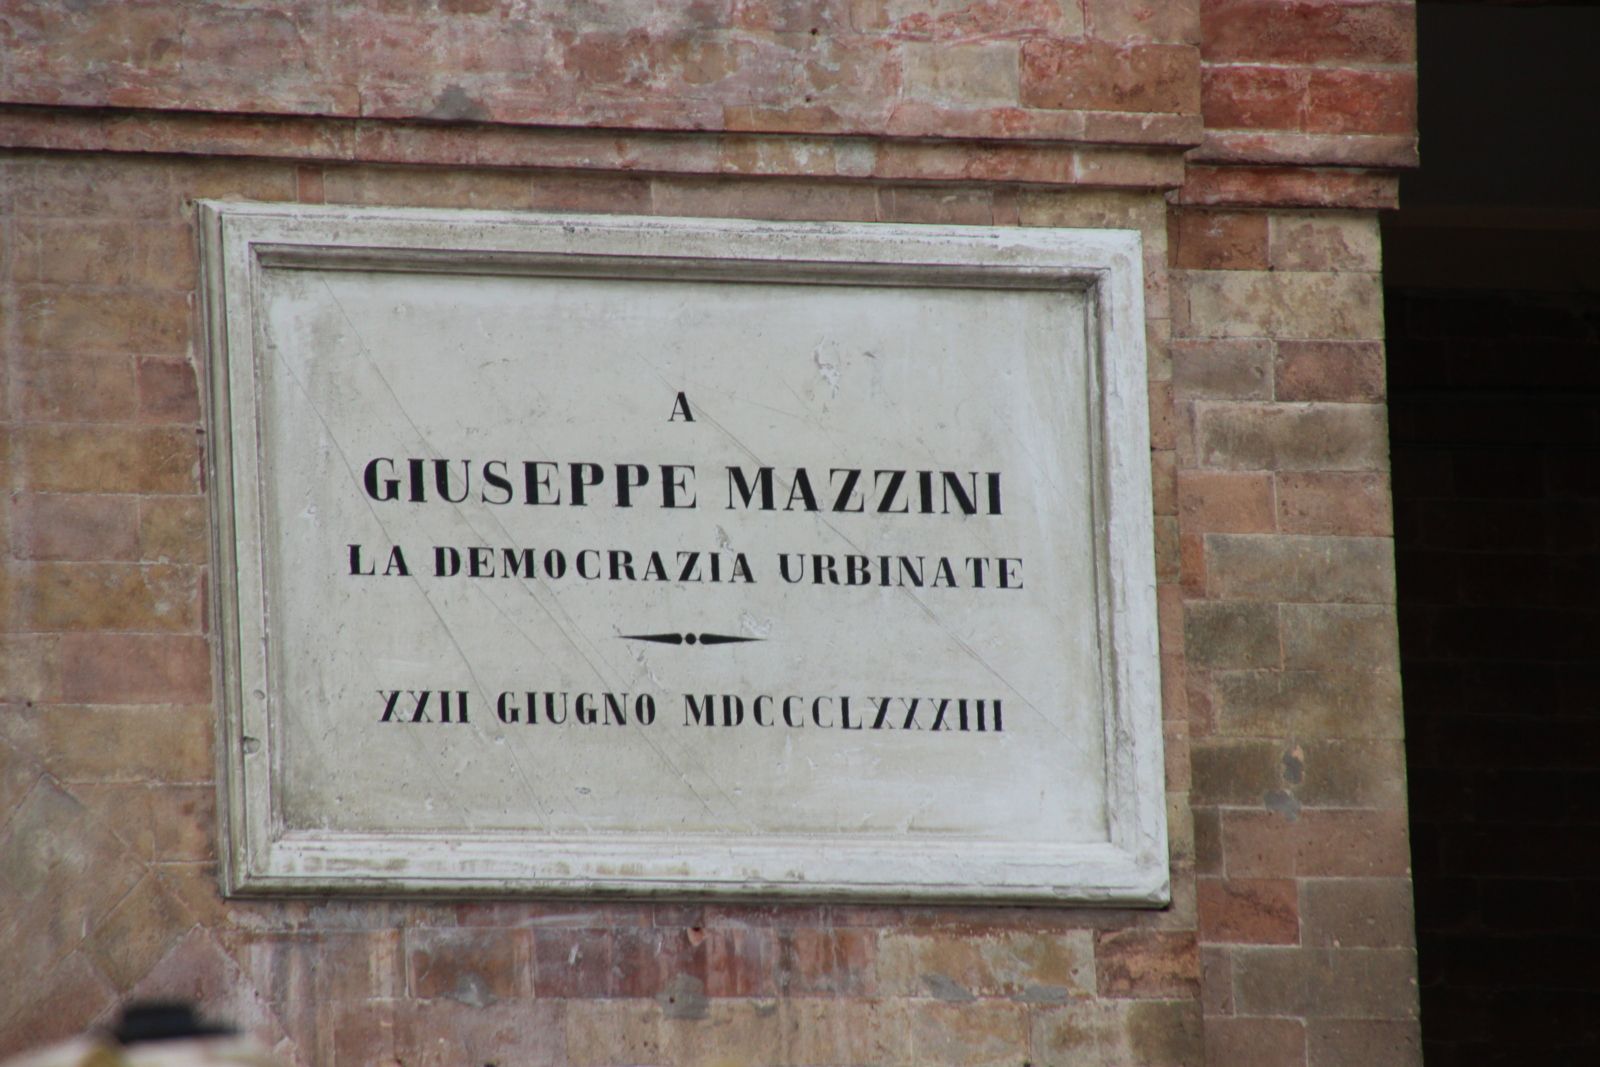 A
GIUSEPPE MAZZINI
LA DEMOCRAZIA URBINATE
XXII GIUGNO MDCCCLXXXIII